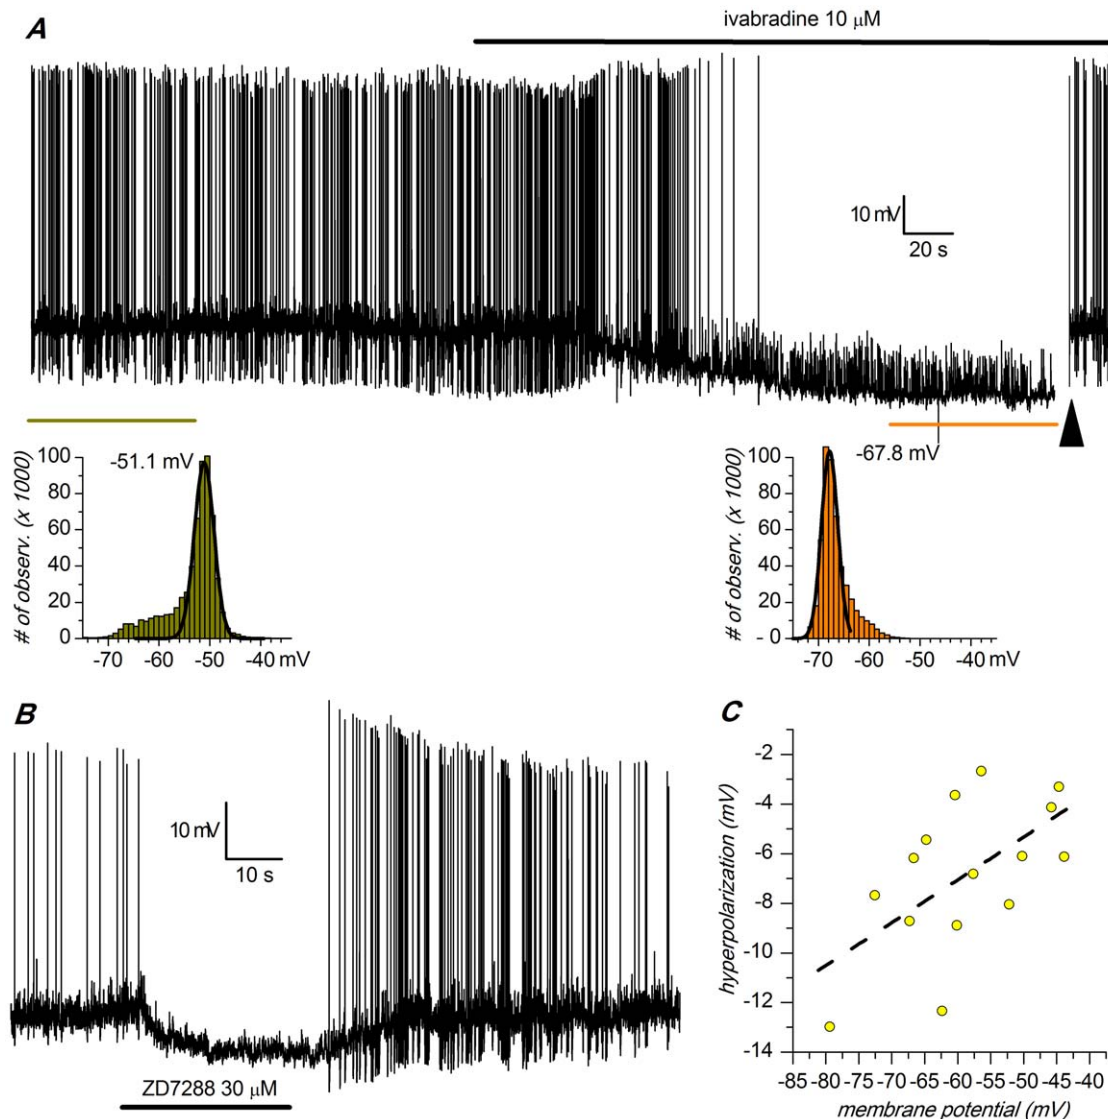 A
ivabradine 10 μM
10 mV
20 s
-51.1 mV
# of observ. (x 1000)
100
80
60
40
20
0
-70 -60 -50 -40 mV
-67.8 mV
# of observ. (x 1000)
100
80
60
40
20
0
-70 -60 -50 -40 mV
B
10 mV
10 s
ZD7288 30 μM
C
hyperpolarization (mV)
-2
-4
-6
-8
-10
-12
-14
-85 -80 -75 -70 -65 -60 -55 -50 -45 -40
membrane potential (mV)